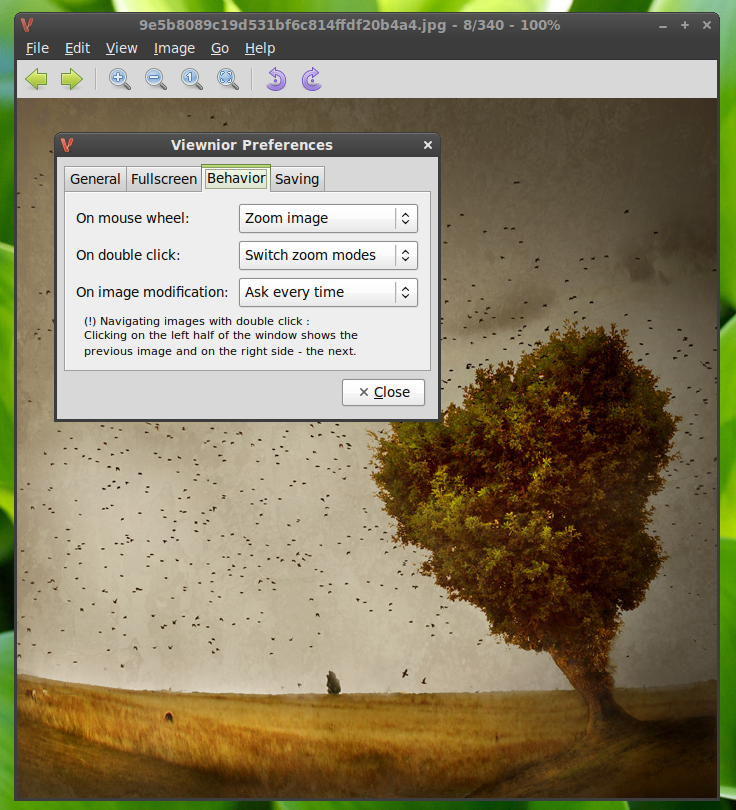 9e5b8089c19d531bf6c814ffdf20b4a4.jpg - 8/340 - 100%
File Edit View Image Go Help
Viewnior Preferences
General Fullscreen Behavior Saving
On mouse wheel: Zoom image
On double click: Switch zoom modes
On image modification: Ask every time
(!) Navigating images with double click :
Clicking on the left half of the window shows the
previous image and on the right side - the next.
Close